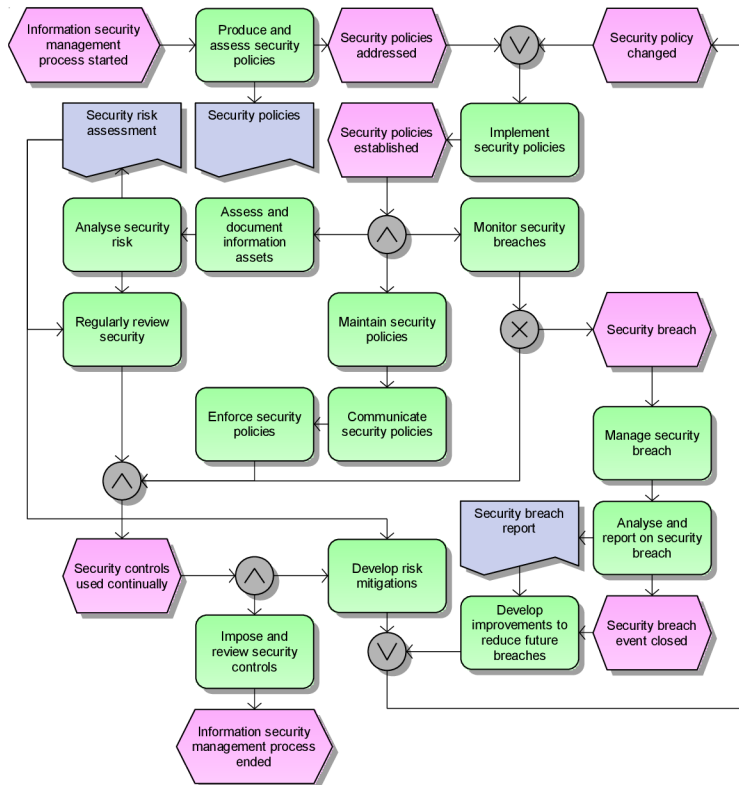 Information security
management
process started
Produce and
assess security
policies
Security policies
addressed
Security policy
changed
Security risk
assessment
Security policies
Security policies
established
Implement
security policies
Analyse security
risk
Assess and
document
information
assets
Monitor security
breaches
Regularly review
security
Maintain security
policies
Security breach
Enforce security
policies
Communicate
security policies
Manage security
breach
Security breach
report
Analyse and
report on security
breach
Security controls
used continually
Develop risk
mitigations
Impose and
review security
controls
Develop
improvements to
reduce future
breaches
Security breach
event closed
Information security
management process
ended